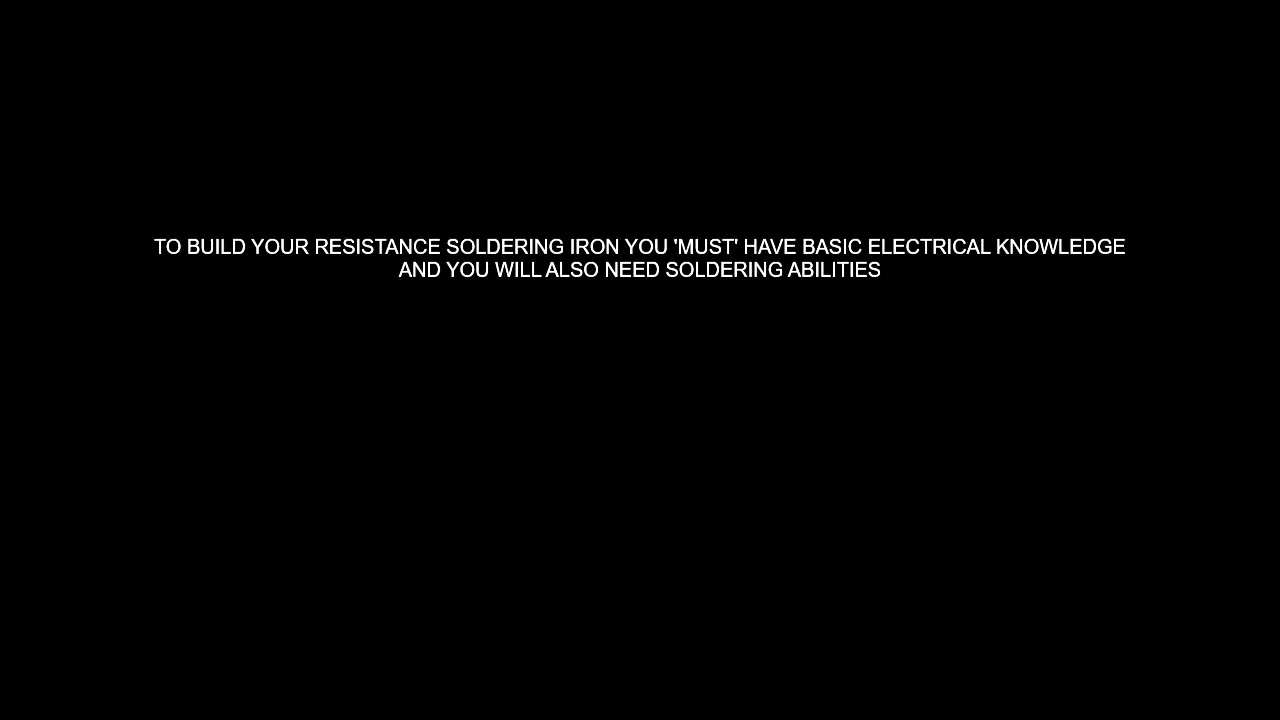 TO BUILD YOUR RESISTANCE SOLDERING IRON YOU 'MUST' HAVE BASIC ELECTRICAL KNOWLEDGE
AND YOU WILL ALSO NEED SOLDERING ABILITIES